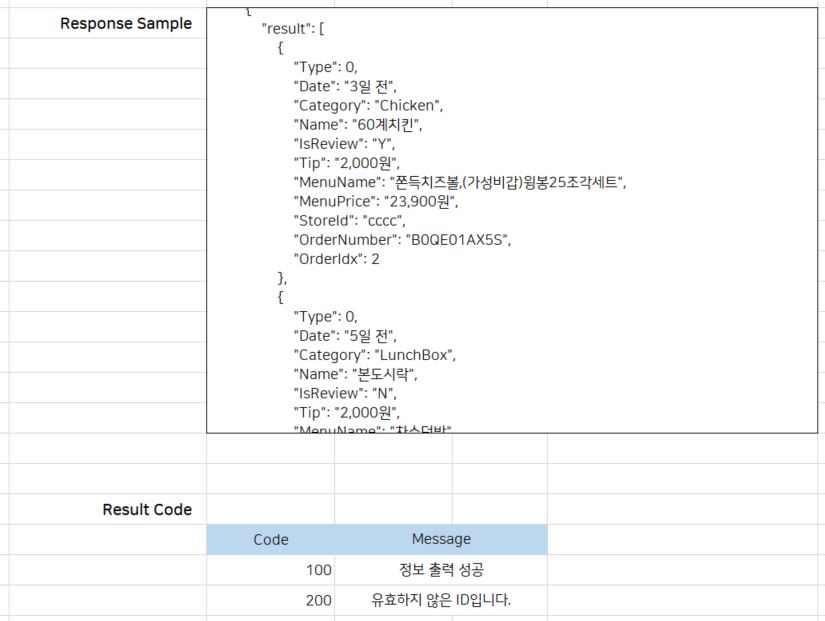 Response Sample
{
"result": [
{
"Type": 0,
"Date": "3일 전",
"Category": "Chicken",
"Name": "60계치킨",
"IsReview": "Y",
"Tip": "2,000원",
"MenuName": "쫀득치즈볼,(가성비갑)윙봉25조각세트",
"MenuPrice": "23,900원",
"StoreId": "cccc",
"OrderNumber": "B0QE01AX5S",
"OrderIdx": 2
},
{
"Type": 0,
"Date": "5일 전",
"Category": "LunchBox",
"Name": "본도시락",
"IsReview": "N",
"Tip": "2,000원",
"MenuName":
Result Code
Code Message
100 정보 출력 성공
200 유효하지 않은 ID입니다.